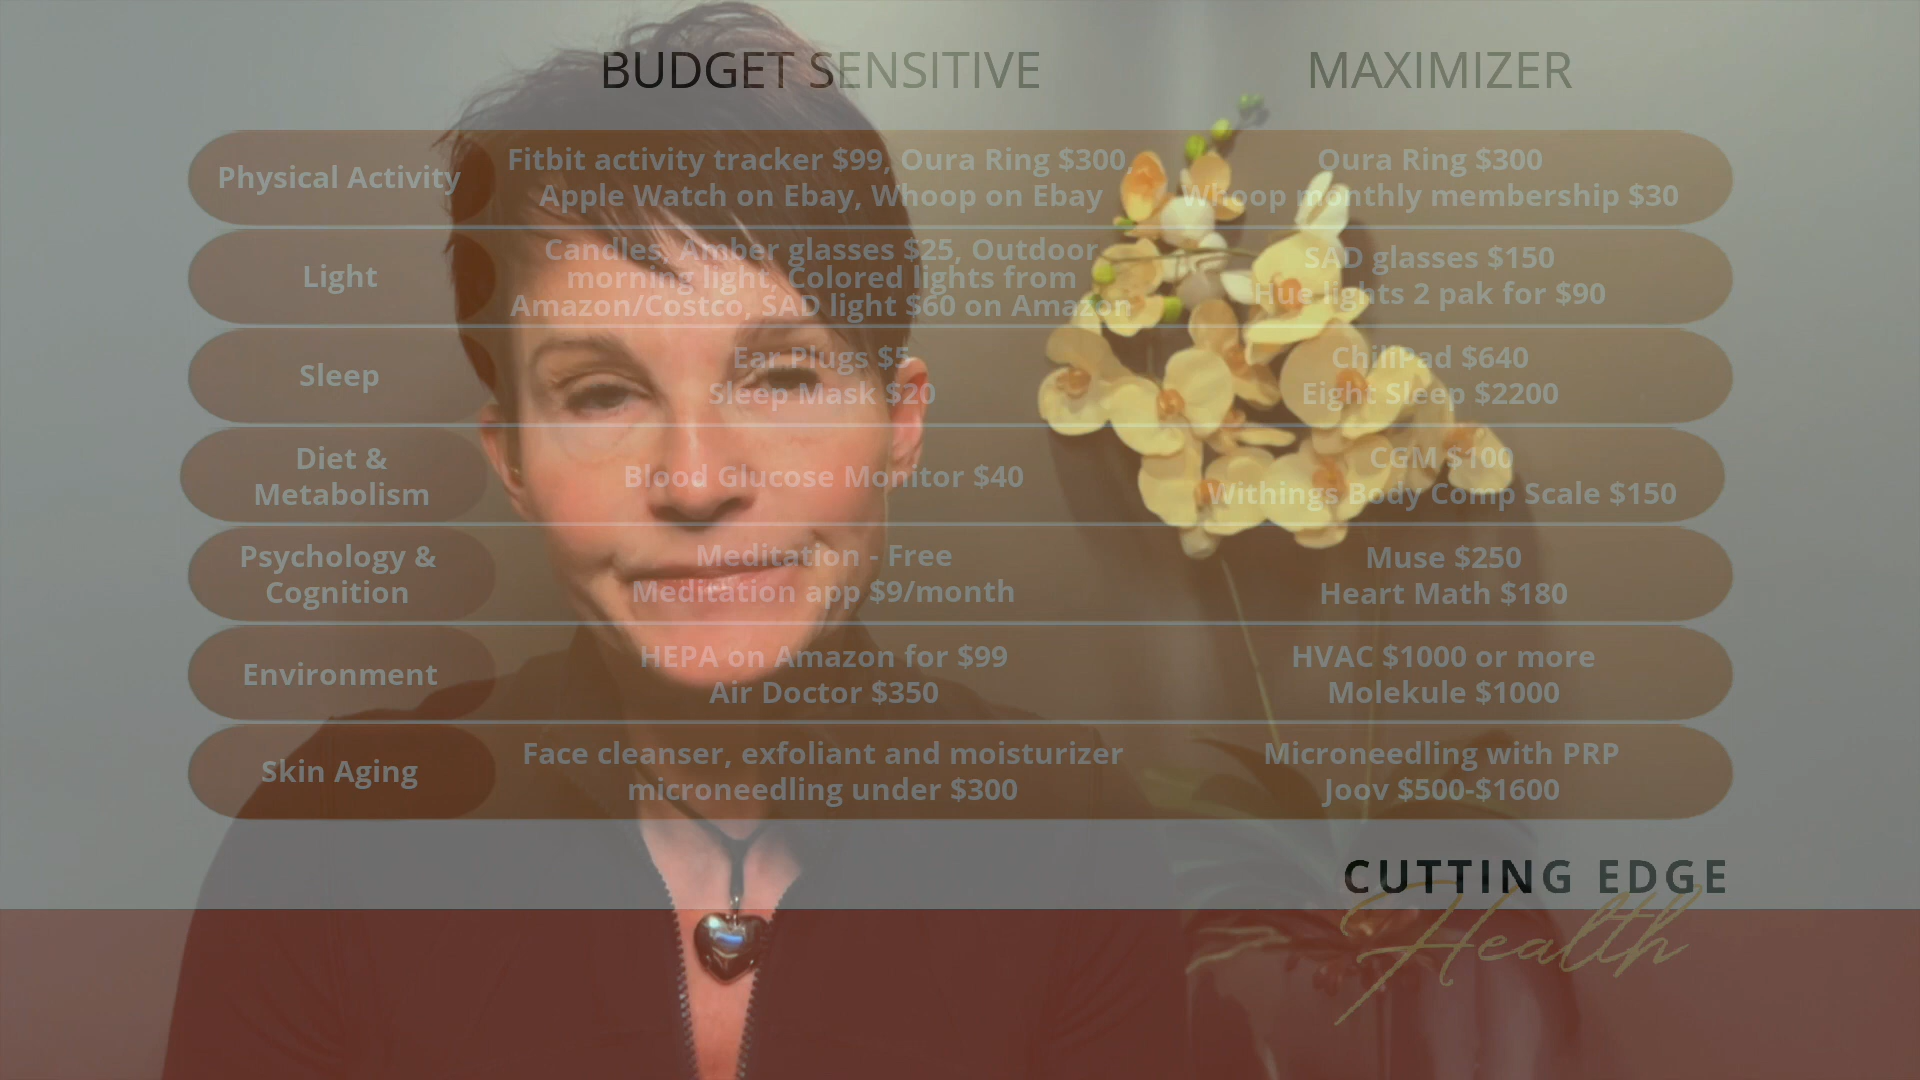 BUDGET SENSITIVE
MAXIMIZER
Physical Activity
Fitbit activity tracker $99, Oura Ring $300
Apple Watch on Ebay, Whoop on Ebay
Oura Ring $300
Whoop monthly membership $30
Light
Candles, Amber glasses $25, Outdoor
morning light, Colored lights from
Amazon/Costco, SAD light $60 on Amazon
SAD glasses $150
Hue lights 2 pak for $90
Sleep
Ear Plugs $5
Sleep Mask $20
ChiliPad $640
Eight Sleep $2200
Diet &
Metabolism
Blood Glucose Monitor $40
CGM $100
Withings Body Comp Scale $150
Psychology &
Cognition
Meditation - Free
Meditation app $9/month
Muse $250
Heart Math $180
Environment
HEPA on Amazon for $99
Air Doctor $350
HVAC $1000 or more
Molekule $1000
Skin Aging
Face cleanser, exfoliant and moisturizer
microneedling under $300
Microneedling with PRP
Joov $500-$1600
CUTTING EDGE
Health